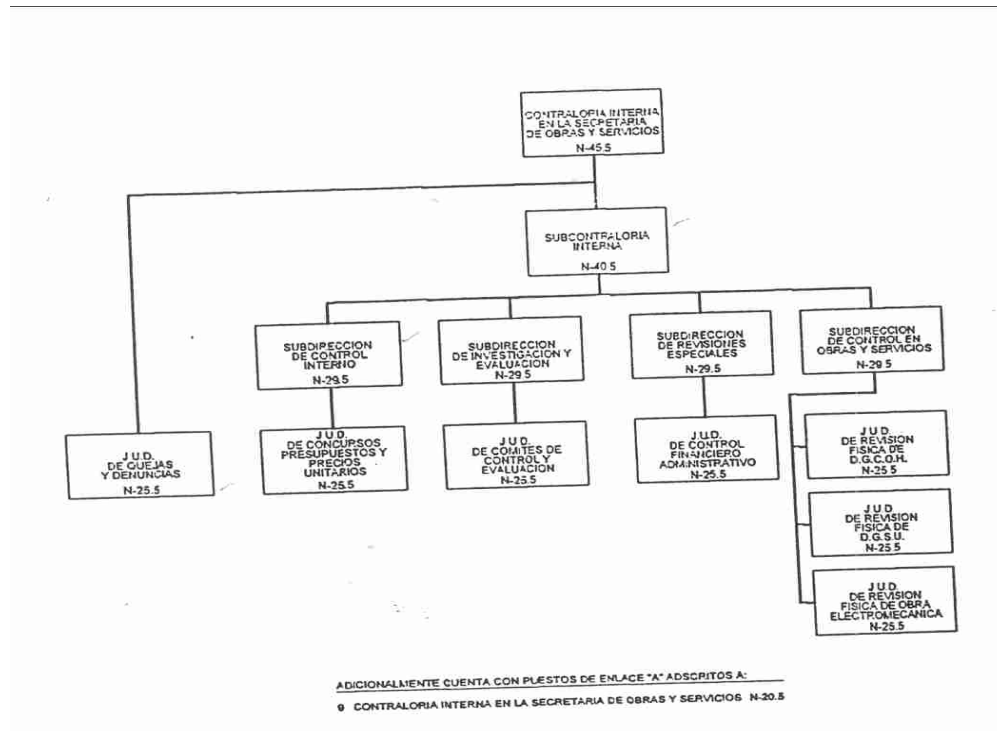 CONTRALORIA INTERNA
EN LA SECRETARIA
DE OBRAS Y SERVICIOS
N-45.5
SUBCONTRALORIA
INTERNA
N-40.5
SUBDIRECCION
DE CONTROL
INTERNO
N-29.5
SUBDIRECCION
DE INVESTIGACION Y
EVALUACION
N-29.5
SUBDIRECCION
DE REVISIONES
ESPECIALES
N-29.5
SUBDIRECCION
DE CONTROL EN
OBRAS Y SERVICIOS
N-29.5
J.U.D.
DE QUEJAS
Y DENUNCIAS
N-25.5
J.U.D.
DE CONCURSOS
PRESUPUESTOS Y
PRECIOS
UNITARIOS
N-25.5
J.U.D.
DE COMITES DE
CONTROL Y
EVALUACION
N-25.5
J.U.D.
DE CONTROL
FINANCIERO
ADMINISTRATIVO
N-25.5
J.U.D.
DE REVISION
FISICA DE
D.G.C.O.H.
N-25.5
J.U.D.
DE REVISION
FISICA DE
D.G.S.U.
N-25.5
J.U.D.
DE REVISION
FISICA DE OBRA
ELECTROMECANICA
N-25.5
ADICIONALMENTE CUENTA CON PUESTOS DE ENLACE "A" ADSCRITOS A:
9 CONTRALORIA INTERNA EN LA SECRETARIA DE OBRAS Y SERVICIOS N-20.5